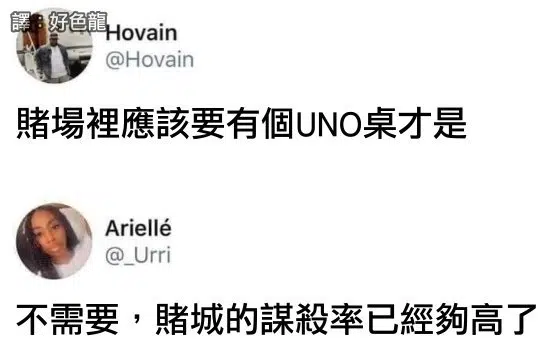 譯：好色龍
Hovain
@Hovain
賭場裡應該要有個UNO桌才是
Ariellé
@_Urri
不需要，賭城的謀殺率已經夠高了